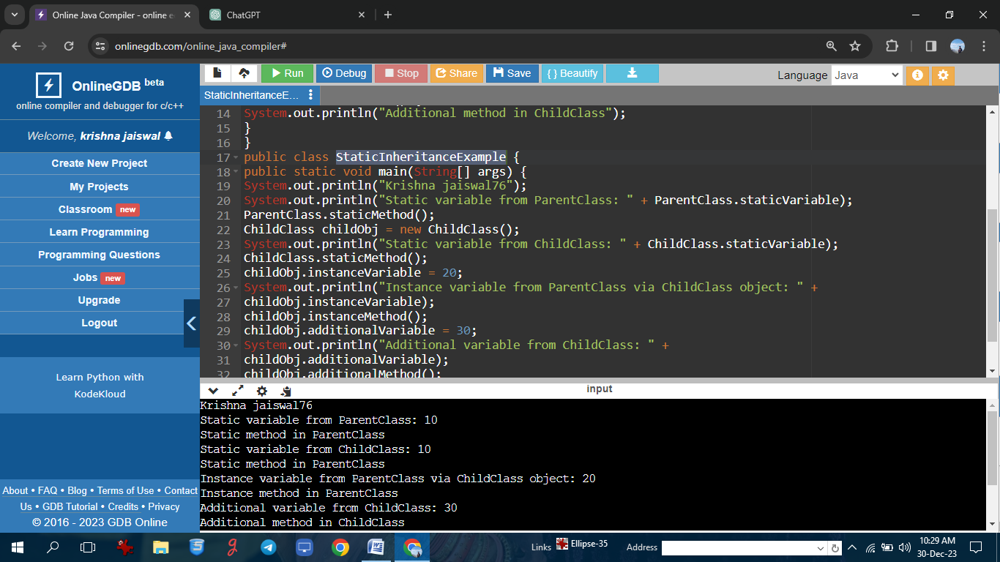 Online Java Compiler - online e
ChatGPT
onlinegdb.com/online_java_compiler#
OnlineGDB beta
online compiler and debugger for c/c++
Welcome, krishna jaiswal
Create New Project
My Projects
Classroom new
Learn Programming
Programming Questions
Jobs new
Upgrade
Logout
Learn Python with
KodeKloud
About • FAQ • Blog • Terms of Use • Contact
Us • GDB Tutorial • Credits • Privacy
© 2016 - 2023 GDB Online
Run Debug Stop Share Save { } Beautify
Language Java
StaticInheritanceE...
14 System.out.println("Additional method in ChildClass");
15 }
16 }
17 public class StaticInheritanceExample {
18 public static void main(String[] args) {
19 System.out.println("Krishna jaiswal76");
20 System.out.println("Static variable from ParentClass: " + ParentClass.staticVariable);
21 ParentClass.staticMethod();
22 ChildClass childObj = new ChildClass();
23 System.out.println("Static variable from ChildClass: " + ChildClass.staticVariable);
24 ChildClass.staticMethod();
25 childObj.instanceVariable = 20;
26 System.out.println("Instance variable from ParentClass via ChildClass object: " +
27 childObj.instanceVariable);
28 childObj.instanceMethod();
29 childObj.additionalVariable = 30;
30 System.out.println("Additional variable from ChildClass: " +
31 childObj.additionalVariable);
32 childObj.additionalMethod();
input
Krishna jaiswal76
Static variable from ParentClass: 10
Static method in ParentClass
Static variable from ChildClass: 10
Static method in ParentClass
Instance variable from ParentClass via ChildClass object: 20
Instance method in ParentClass
Additional variable from ChildClass: 30
Additional method in ChildClass
Links Ellipse-35 Address
10:29 AM
30-Dec-23